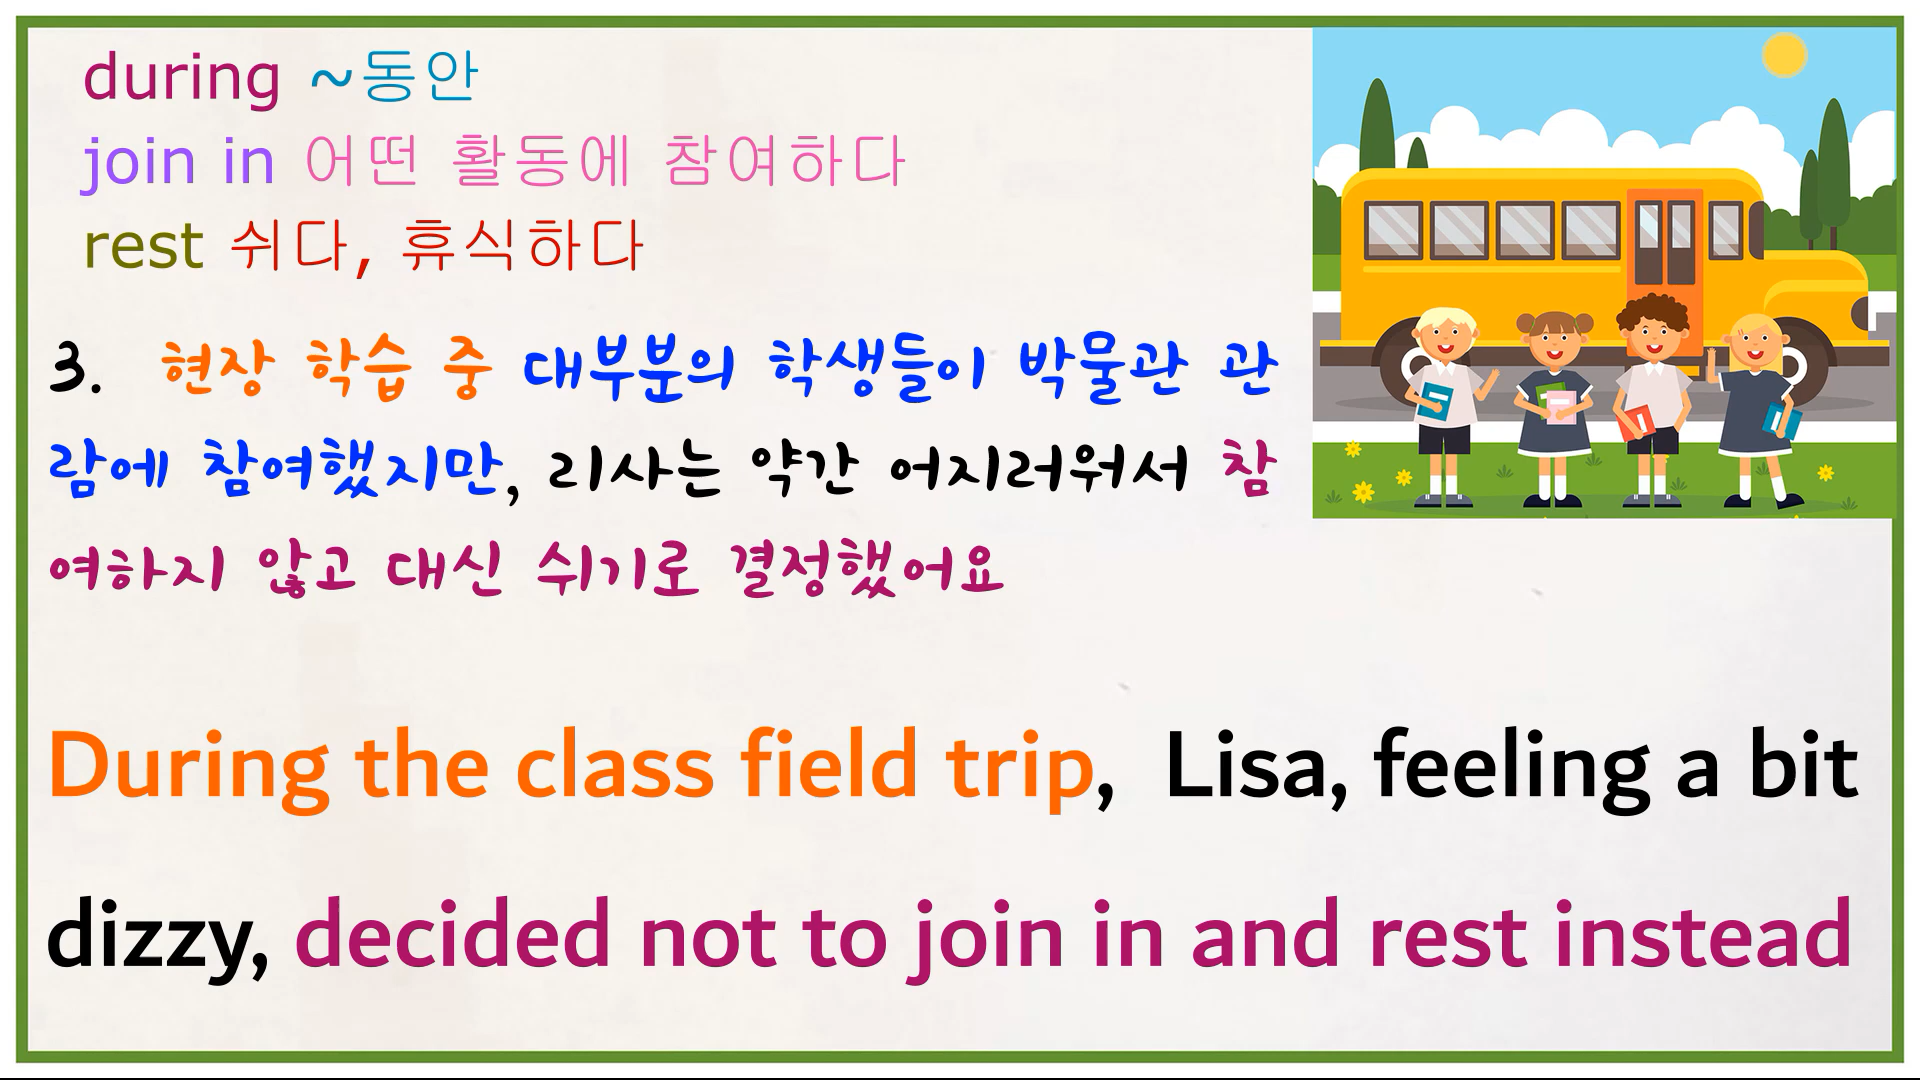 during ~동안
join in 어떤 활동에 참여하다
rest 쉬다, 휴식하다
3. 현장 학습 중 대부분의 학생들이 박물관 관
람에 참여했지만, 리사는 약간 어지러워서 참
여하지 않고 대신 쉬기로 결정했어요
During the class field trip, Lisa, feeling a bit
dizzy, decided not to join in and rest instead